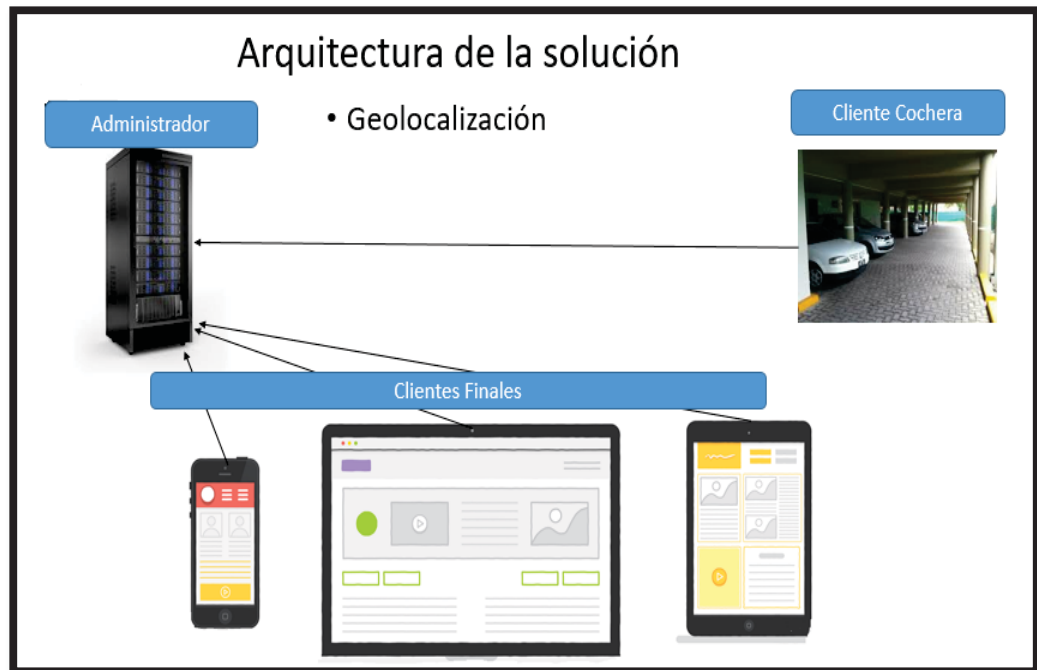 Arquitectura de la solución
Administrador
• Geolocalización
Cliente Cochera
Clientes Finales